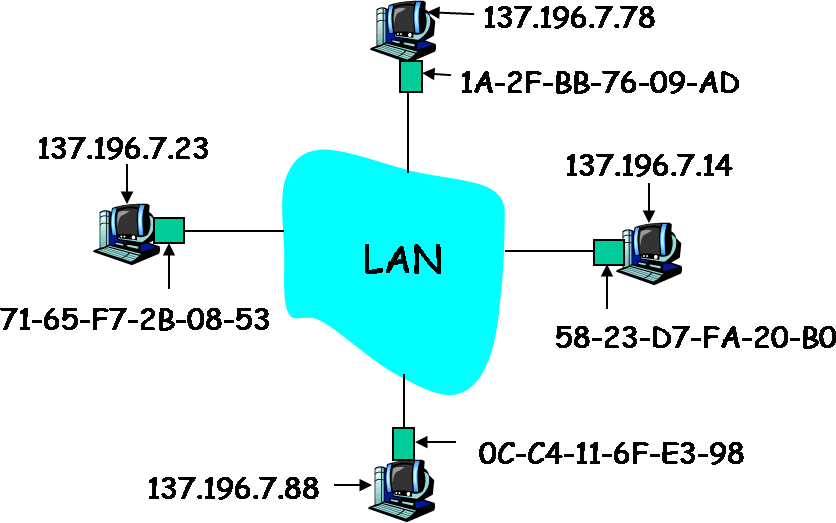 137.196.7.78
1A-2F-BB-76-09-AD
137.196.7.23
137.196.7.14
LAN
71-65-F7-2B-08-53
58-23-D7-FA-20-B0
0C-C4-11-6F-E3-98
137.196.7.88